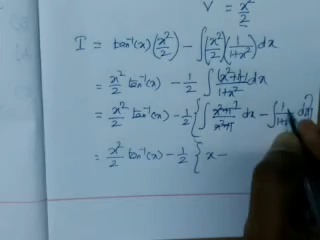 V = x²/2
I = tan⁻¹(x) (x²/2) − ∫(x²/2)(1/(1+x²))dx
= x²/2 tan⁻¹(x) − 1/2 ∫ (x²+1−1)/(1+x²) dx
= x²/2 tan⁻¹(x) − 1/2 { ∫ (x²+1)/(x²+1) dx − ∫ 1/(1+x²) dx }
= x²/2 tan⁻¹(x) − 1/2 { x −